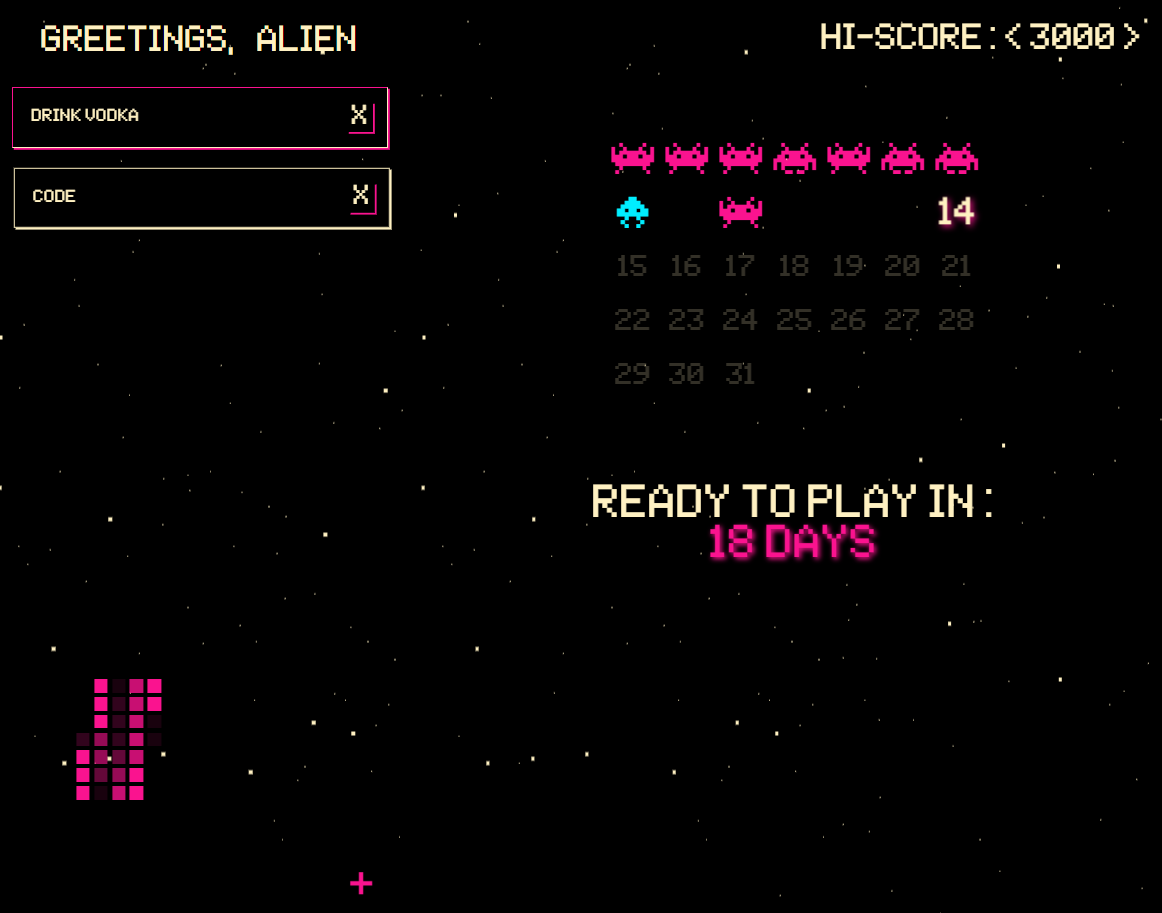 GREETINGS, ALIEN
HI-SCORE:<3000>
DRINK VODKA X
CODE X
14
15 16 17 18 19 20 21
22 23 24 25 26 27 28
29 30 31
READY TO PLAY IN:
18 DAYS
+